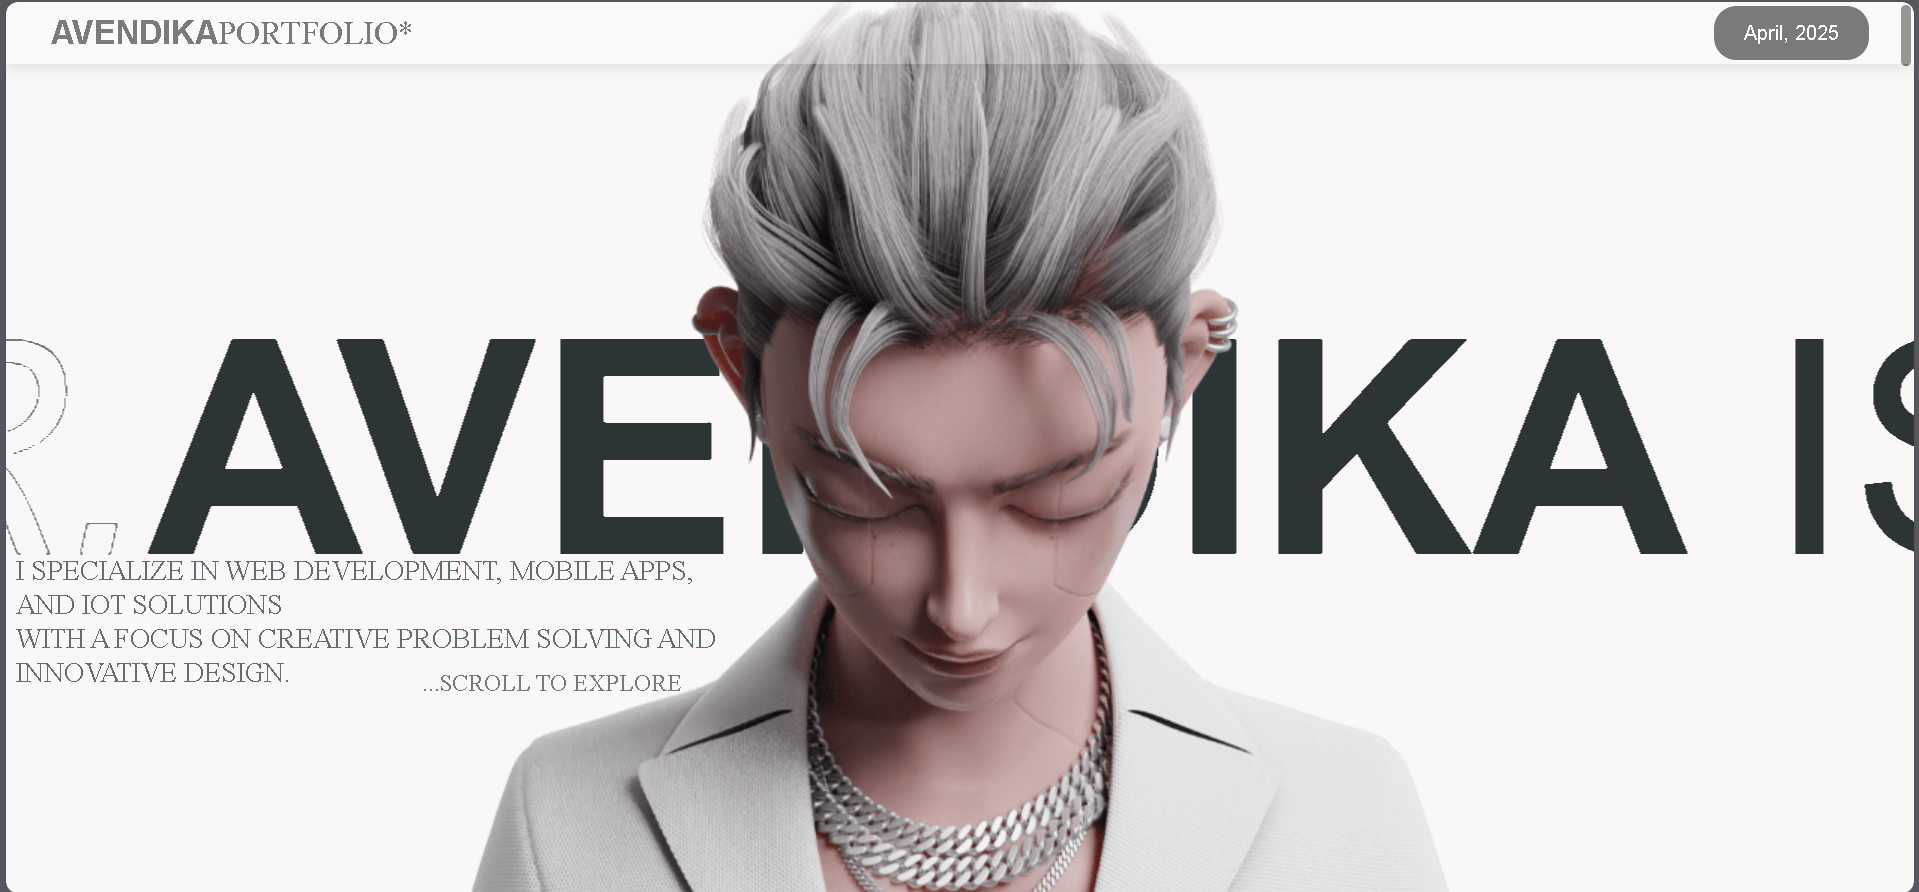 AVENDIKAPORTFOLIO*
April, 2025
R. AVENDIKA IS
I SPECIALIZE IN WEB DEVELOPMENT, MOBILE APPS,
AND IOT SOLUTIONS
WITH A FOCUS ON CREATIVE PROBLEM SOLVING AND
INNOVATIVE DESIGN.
...SCROLL TO EXPLORE